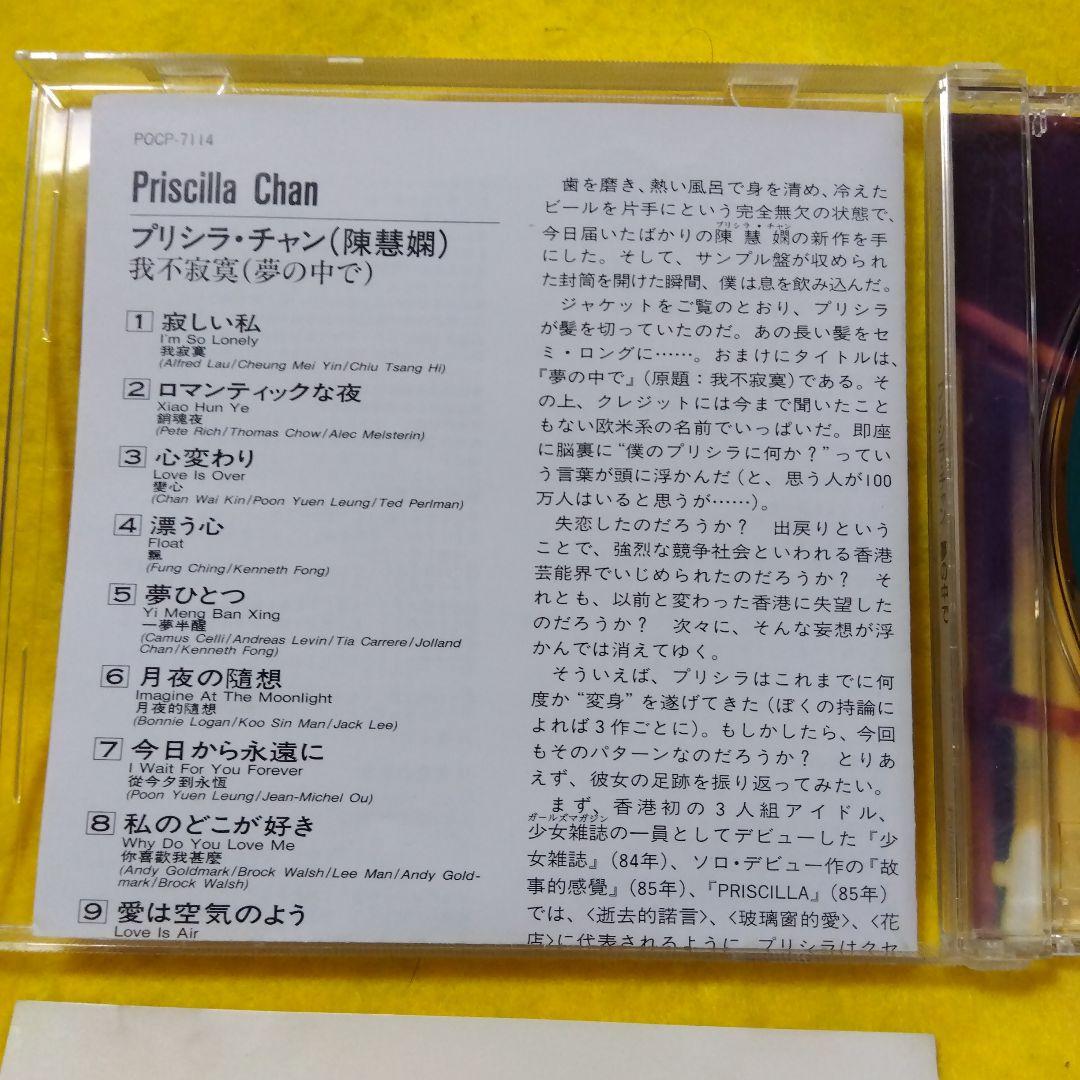 POCP-7114
Priscilla Chan
プリシラ・チャン(陳慧嫻)
我不寂寞(夢の中で)
1 寂しい私
I'm So Lonely
我寂寞
(Alfred Lau/Cheung Mei Yin/Chiu Tsang Hi)
2 ロマンティックな夜
Xiao Hun Ye
銷魂夜
(Pete Rich/Thomas Chow/Alec Melsterin)
3 心変わり
Love Is Over
變心
(Chan Wai Kin/Poon Yuen Leung/Ted Perlman)
4 漂う心
Float
飄
(Fung Ching/Kenneth Fong)
5 夢ひとつ
Yi Meng Ban Xing
一夢半醒
(Camus Celli/Andreas Levin/Tia Carrere/Jolland
Chan/Kenneth Fong)
6 月夜の隨想
Imagine At The Moonlight
月夜的隨想
(Bonnie Logan/Koo Sin Man/Jack Lee)
7 今日から永遠に
I Wait For You Forever
從今夕到永恆
(Poon Yuen Leung/Jean-Michel Ou)
8 私のどこが好き
Why Do You Love Me
你喜歡我甚麼
(Andy Goldmark/Brock Walsh/Lee Man/Andy Gold-
mark/Brock Walsh)
9 愛は空気のよう
Love Is Air
歯を磨き、熱い風呂で身を清め、冷えた
ビールを片手にという完全無欠の状態で、
プリシラ・チャン
今日届いたばかりの陳慧嫻の新作を手
にした。そして、サンプル盤が収められ
た封筒を開けた瞬間、僕は息を飲み込んだ。
ジャケットをご覧のとおり、プリシラ
が髪を切っていたのだ。あの長い髪をセ
ミ・ロングに……。おまけにタイトルは、
『夢の中で』(原題：我不寂寞)である。そ
の上、クレジットには今まで聞いたこと
もない欧米系の名前でいっぱいだ。即座
に脳裏に“僕のプリシラに何か？”ってい
う言葉が頭に浮かんだ(と、思う人が100
万人はいると思うが……)。
失恋したのだろうか？ 出戻りという
ことで、強烈な競争社会といわれる香港
芸能界でいじめられたのだろうか？ そ
れとも、以前と変わった香港に失望した
のだろうか？ 次々に、そんな妄想が浮
かんでは消えてゆく。
そういえば、プリシラはこれまでに何
度か“変身”を遂げてきた(ぼくの持論に
よれば3作ごとに)。もしかしたら、今回
もそのパターンなのだろうか？ とりあ
えず、彼女の足跡を振り返ってみたい。
まず、香港初の3人組アイドル、
ガールズマガジン
少女雑誌の一員としてデビューした『少
女雑誌』(84年)、ソロ・デビュー作の『故
事的感覺』(85年)、『PRISCILLA』(85年)
では、〈逝去的諾言〉、〈玻璃窗的愛〉、〈花
店〉に代表されるように、プリシラはクセ